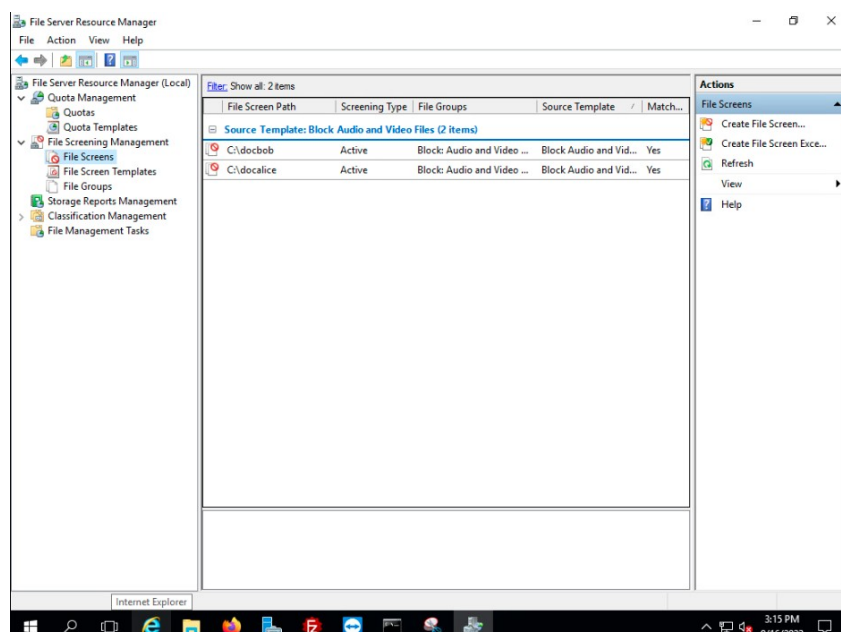 File Server Resource Manager
File Action View Help
File Server Resource Manager (Local)
Quota Management
Quotas
Quota Templates
File Screening Management
File Screens
File Screen Templates
File Groups
Storage Reports Management
Classification Management
File Management Tasks
Filter: Show all: 2 items
File Screen Path Screening Type File Groups Source Template Match...
Source Template: Block Audio and Video Files (2 items)
C:\docbob Active Block: Audio and Video ... Block Audio and Vid... Yes
C:\docalice Active Block: Audio and Video ... Block Audio and Vid... Yes
Actions
File Screens
Create File Screen...
Create File Screen Exce...
Refresh
View
Help
Internet Explorer
3:15 PM